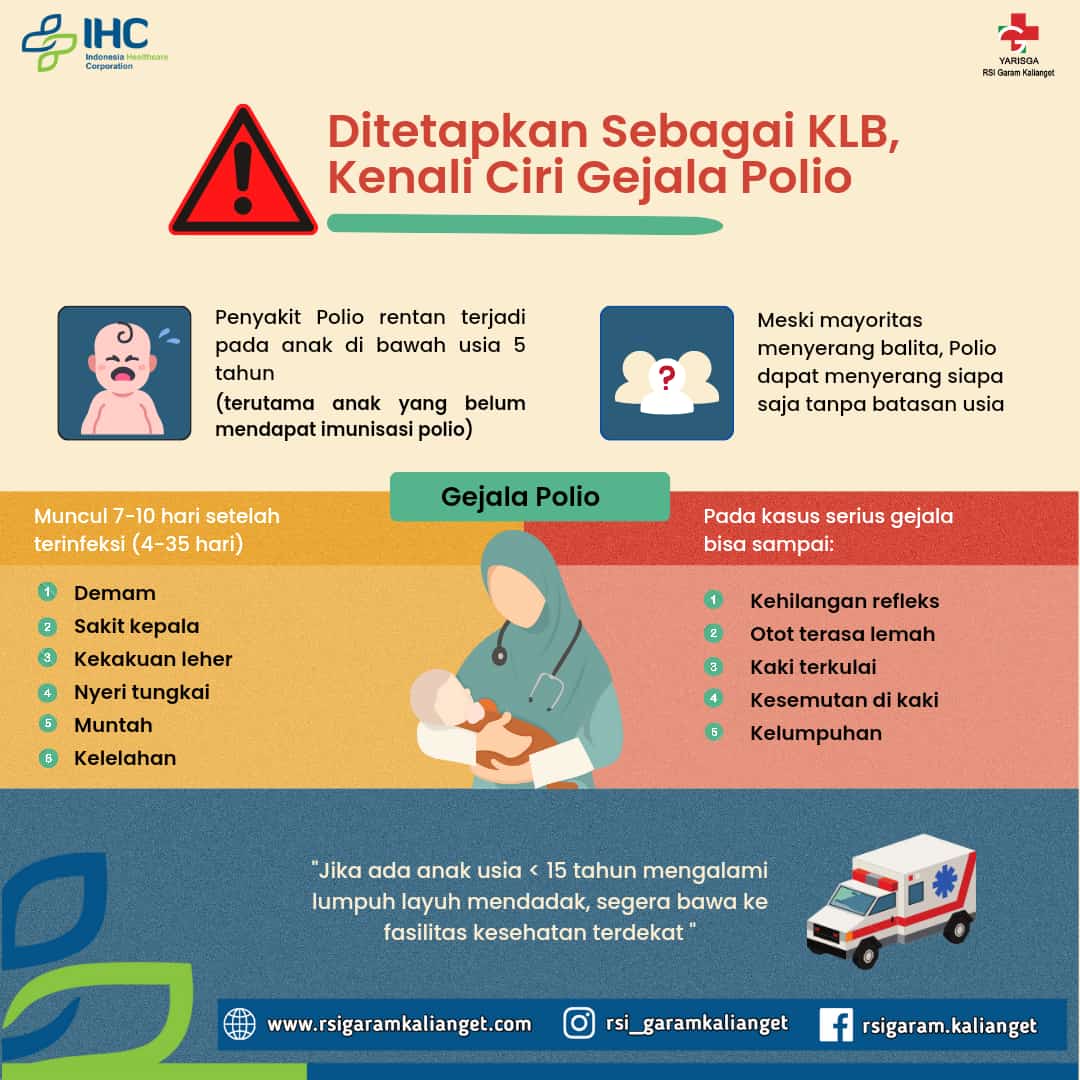 IHC
Indonesia Healthcare
Corporation
YARISGA
RSI Garam Kalianget
Ditetapkan Sebagai KLB,
Kenali Ciri Gejala Polio
Penyakit Polio rentan terjadi
pada anak di bawah usia 5
tahun
(terutama anak yang belum
mendapat imunisasi polio)
?
Meski mayoritas
menyerang balita, Polio
dapat menyerang siapa
saja tanpa batasan usia
Gejala Polio
Muncul 7-10 hari setelah
terinfeksi (4-35 hari)
1 Demam
2 Sakit kepala
3 Kekakuan leher
4 Nyeri tungkai
5 Muntah
6 Kelelahan
Pada kasus serius gejala
bisa sampai:
1 Kehilangan refleks
2 Otot terasa lemah
3 Kaki terkulai
4 Kesemutan di kaki
5 Kelumpuhan
"Jika ada anak usia < 15 tahun mengalami
lumpuh layuh mendadak, segera bawa ke
fasilitas kesehatan terdekat "
www.rsigaramkalianget.com
rsi_garamkalianget
rsigaram.kalianget